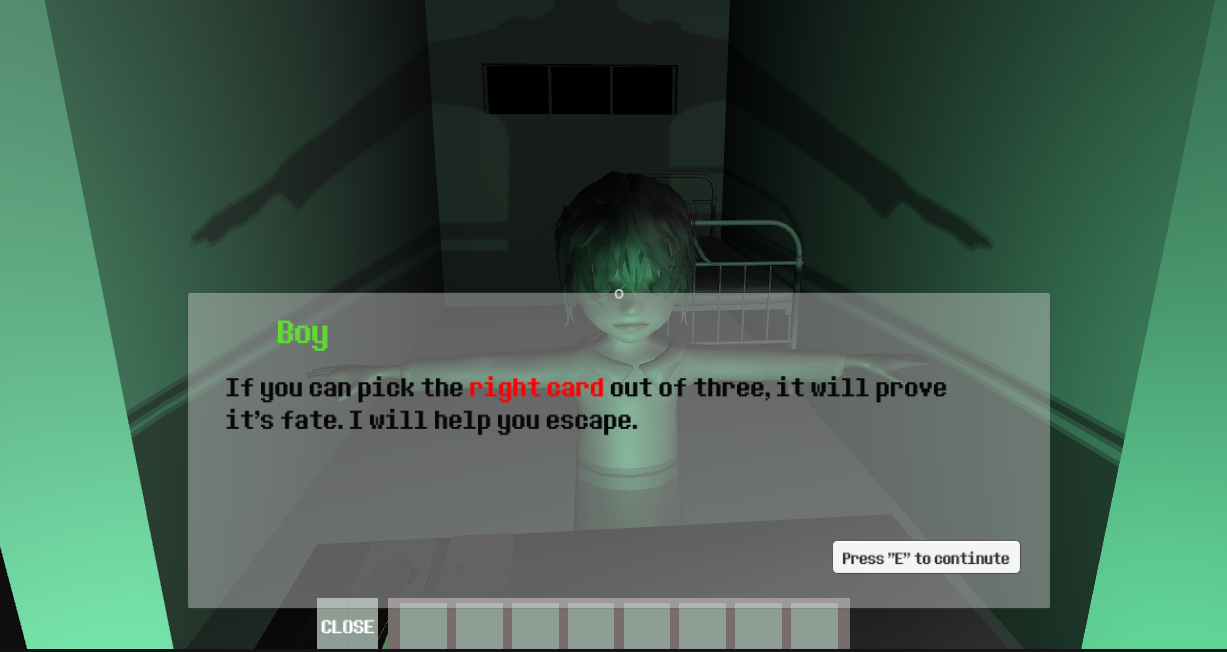 Boy
If you can pick the right card out of three, it will prove
it's fate. I will help you escape.
Press "E" to continue
CLOSE